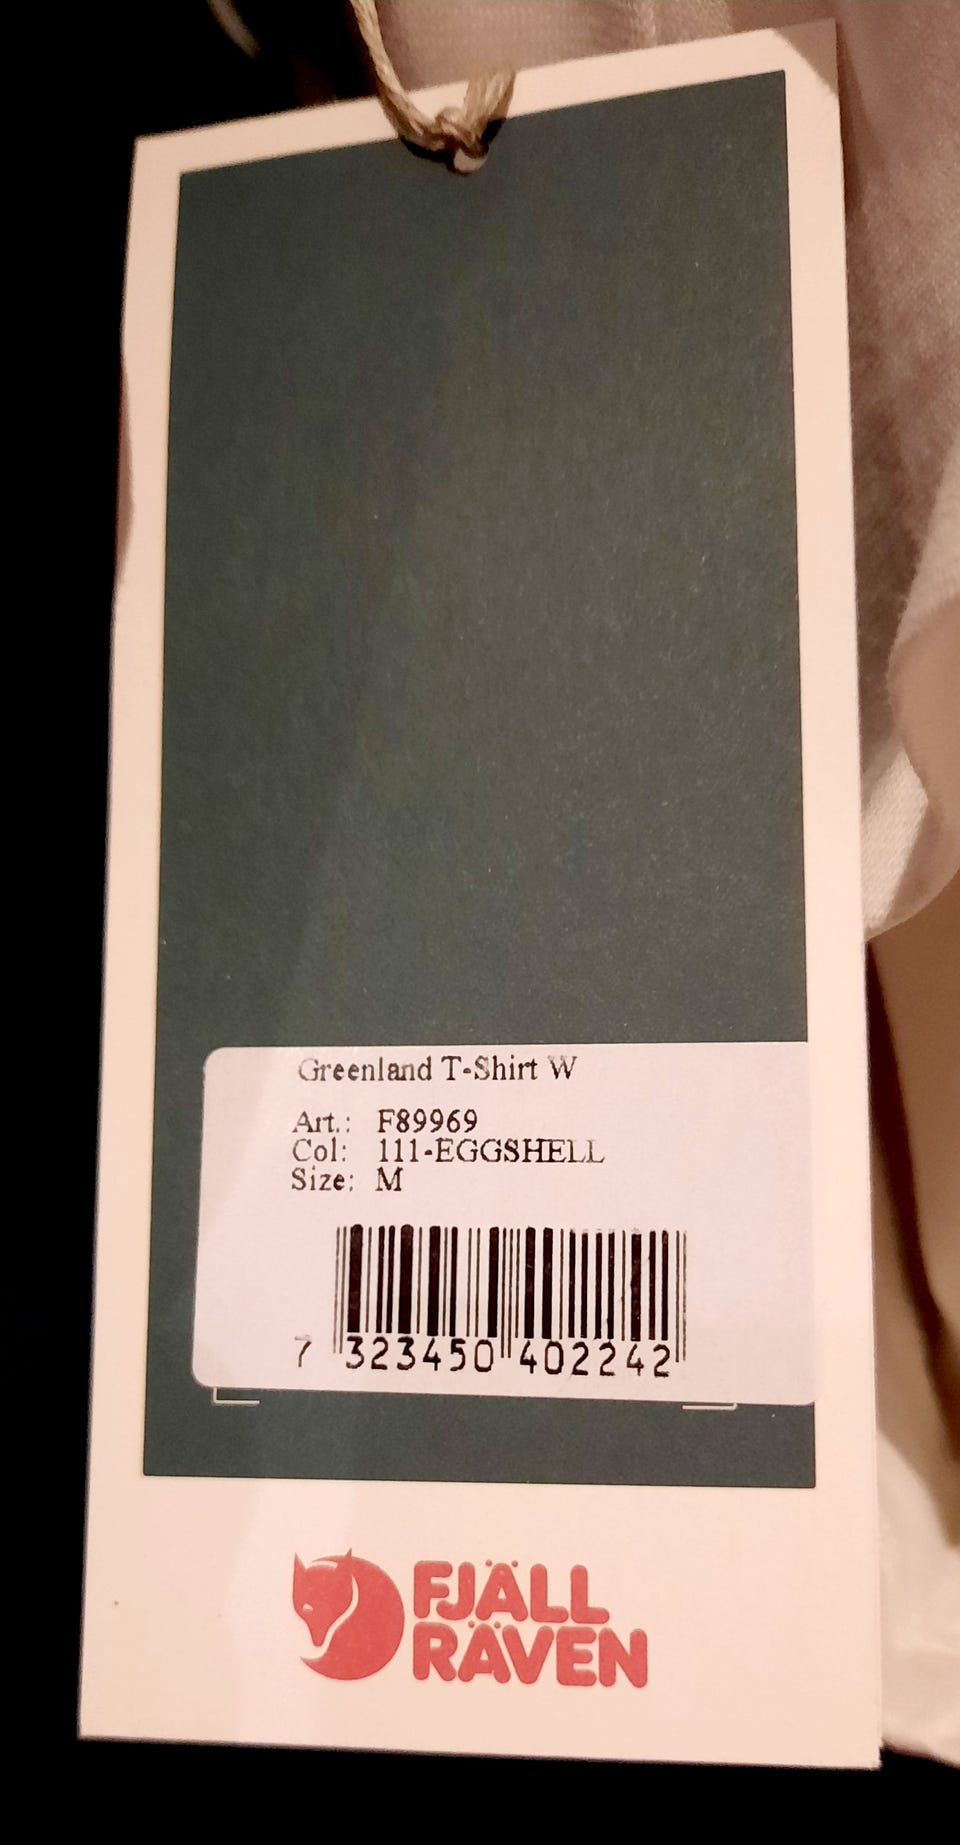 Greenland T-Shirt W
Art.: F89969
Col: 111-EGGSHELL
Size: M
7 323450 402242
FJÄLL
RÄVEN